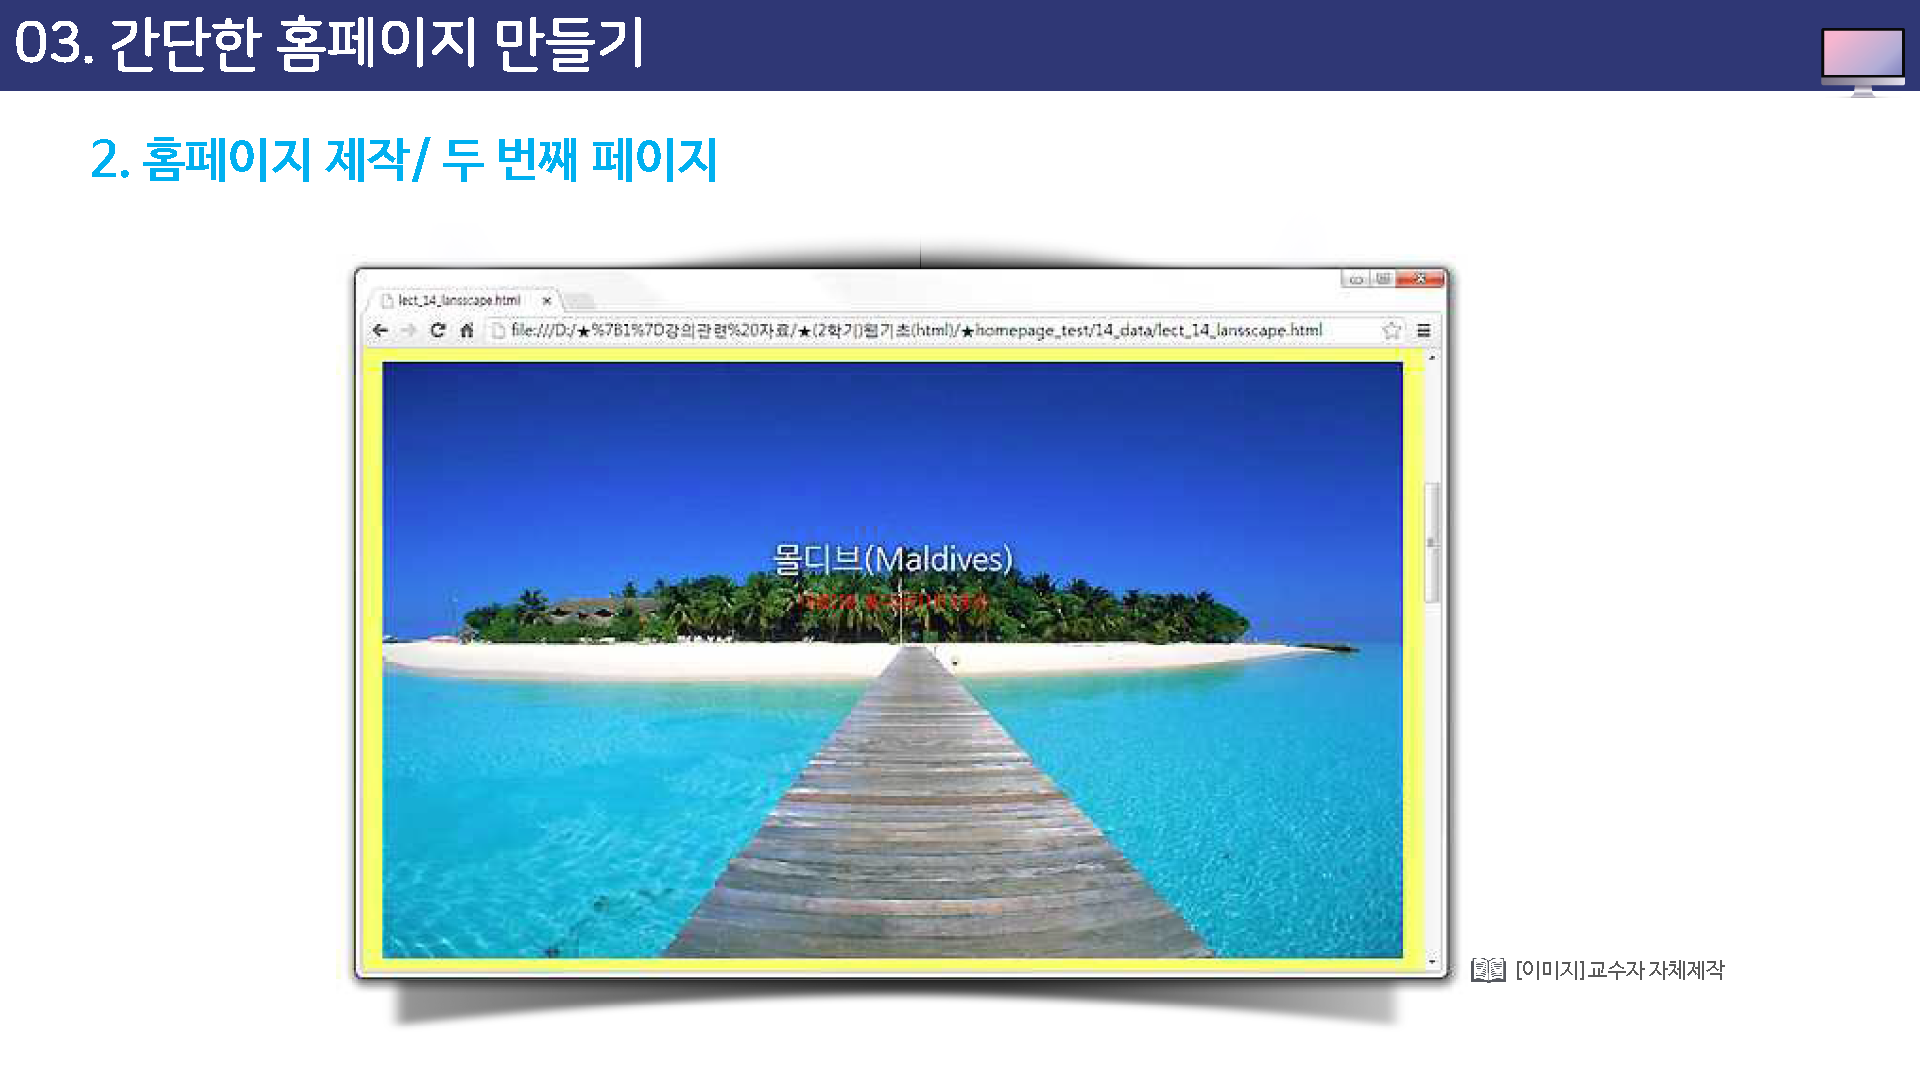 03. 간단한 홈페이지 만들기
2. 홈페이지 제작/ 두 번째 페이지
lect_14_lansscape.html
file:///D:/★%7B1%7D강의관련%20자료/★(2학기)웹기초(html)/★homepage_test/14_data/lect_14_lansscape.html
몰디브(Maldives)
[이미지] 교수자 자체제작